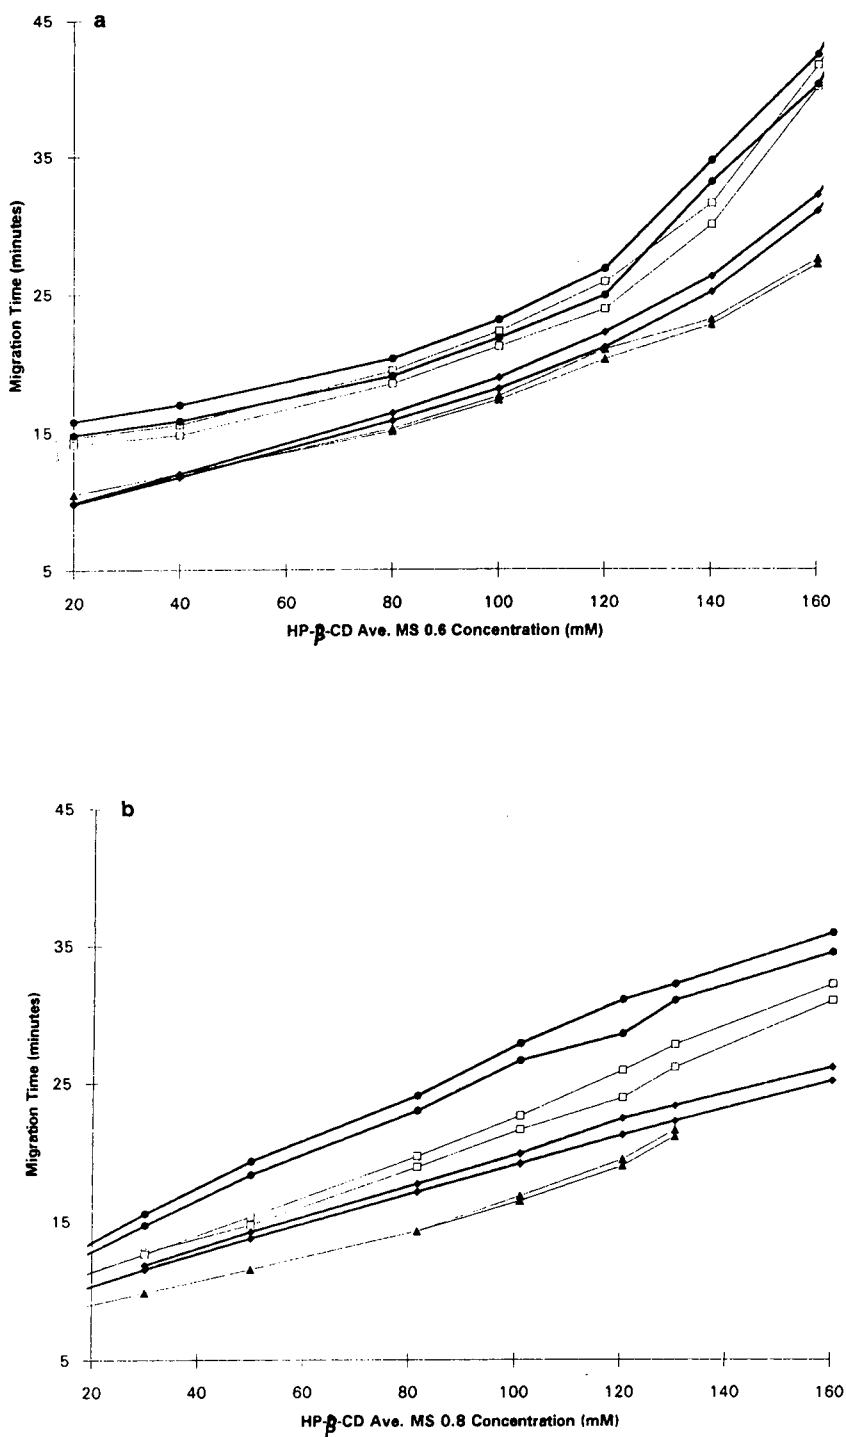 a
45
35
25
15
5
Migration Time (minutes)
20 40 60 80 100 120 140 160
HP-β-CD Ave. MS 0.6 Concentration (mM)
b
45
35
25
15
5
Migration Time (minutes)
20 40 60 80 100 120 140 160
HP-β-CD Ave. MS 0.8 Concentration (mM)